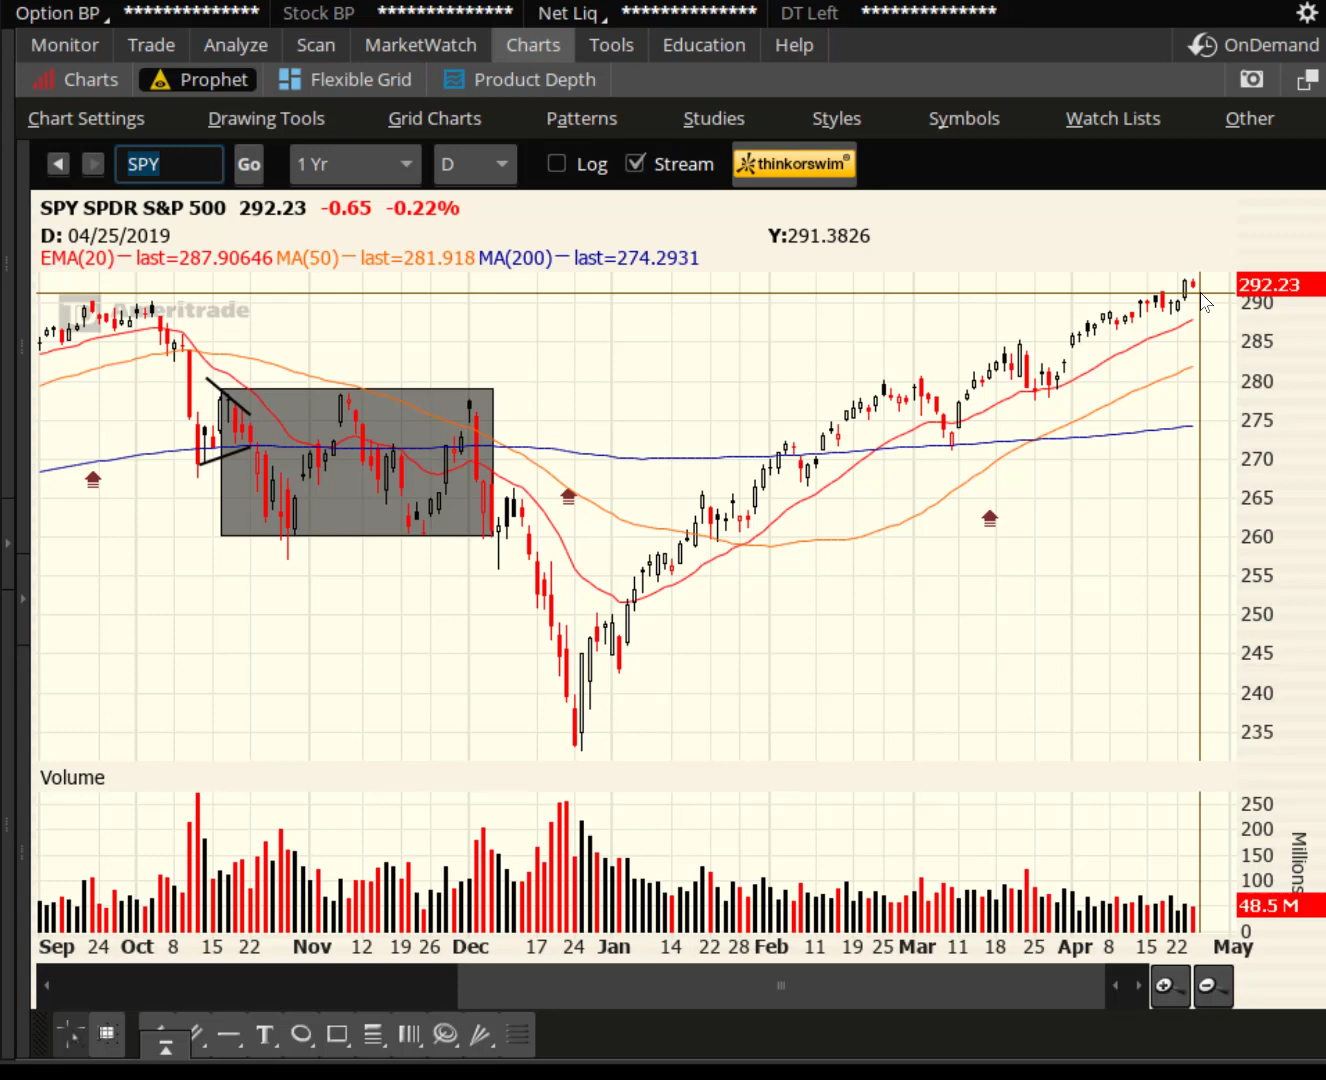 Option BP ************** Stock BP ************** Net Liq ************** DT Left **************
Monitor Trade Analyze Scan MarketWatch Charts Tools Education Help OnDemand
Charts Prophet Flexible Grid Product Depth
Chart Settings Drawing Tools Grid Charts Patterns Studies Styles Symbols Watch Lists Other
SPY Go 1 Yr D Log Stream thinkorswim®
SPY SPDR S&P 500 292.23 -0.65 -0.22%
D: 04/25/2019 Y:291.3826
EMA(20) — last=287.90646 MA(50) — last=281.918 MA(200) — last=274.2931
Ameritrade
292.23
290
285
280
275
270
265
260
255
250
245
240
235
Volume
250
200
150
100
Millions
48.5 M
0
Sep 24 Oct 8 15 22 Nov 12 19 26 Dec 17 24 Jan 14 22 28 Feb 11 19 25 Mar 11 18 25 Apr 8 15 22 May
T